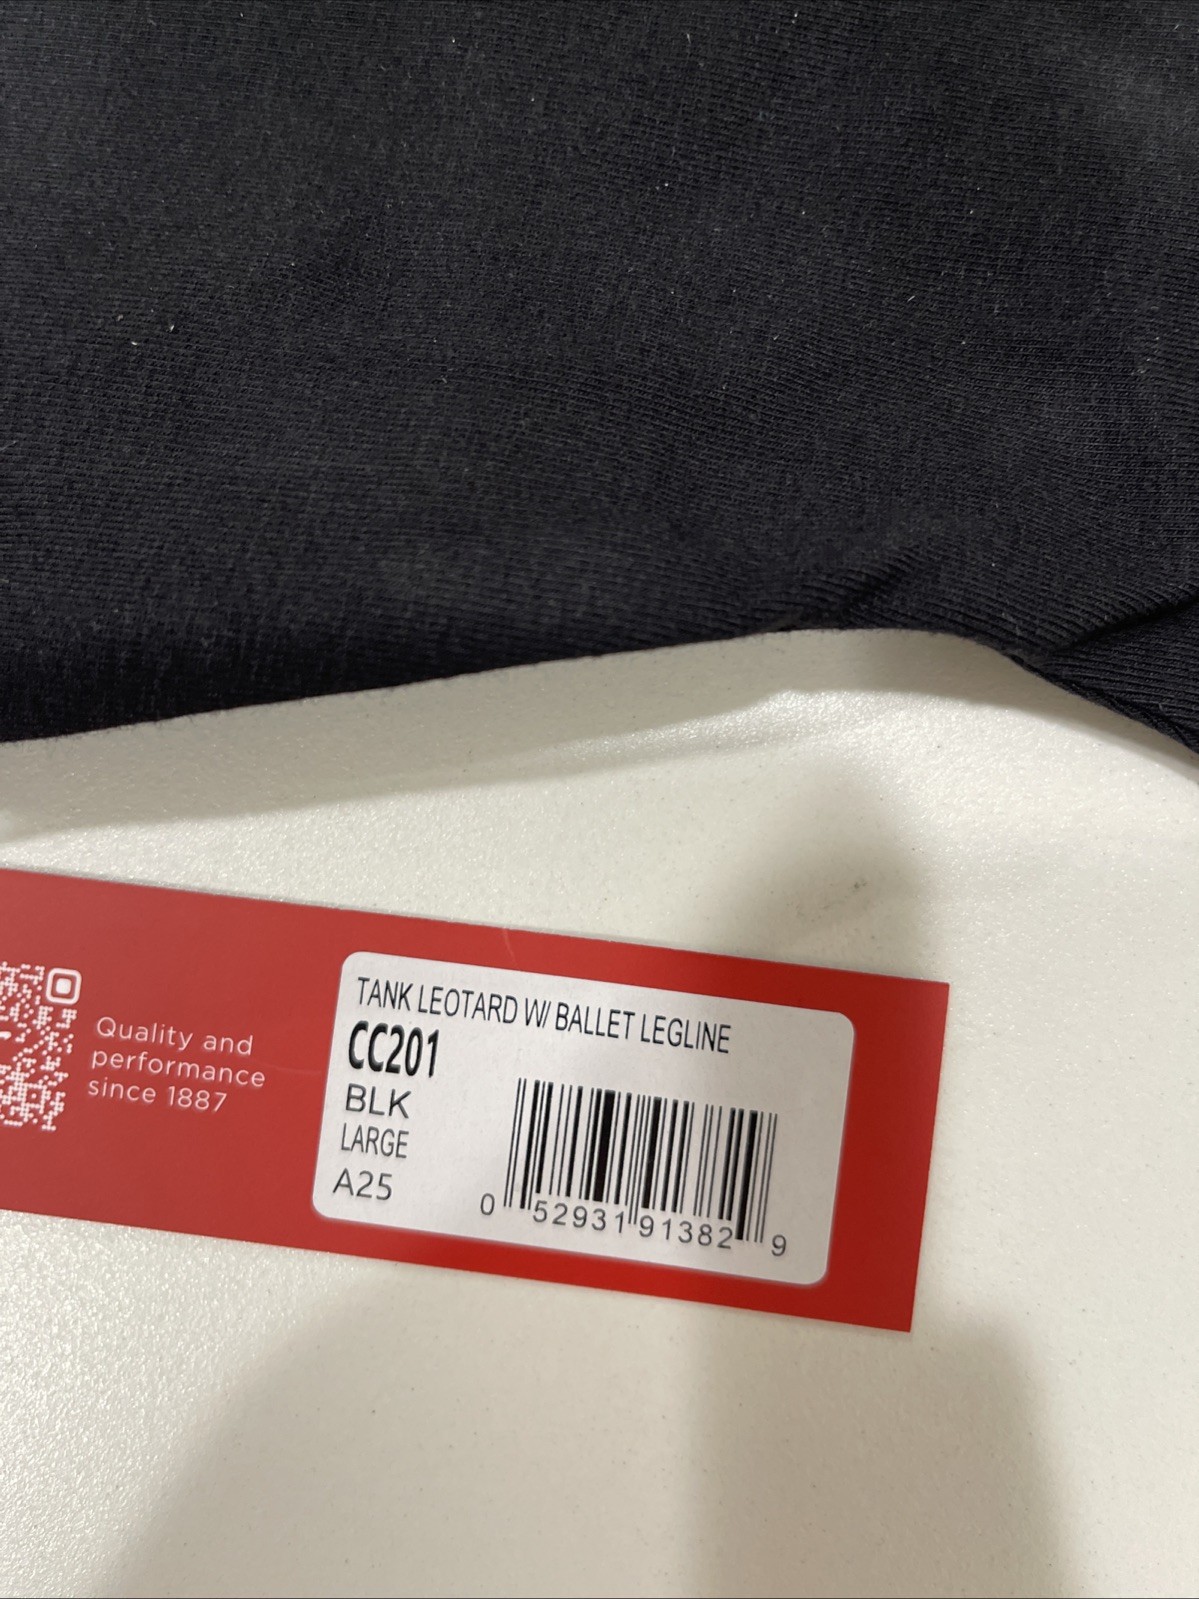 Quality and
performance
since 1887
TANK LEOTARD W/ BALLET LEGLINE
CC201
BLK
LARGE
A25
0 52931 91382 9